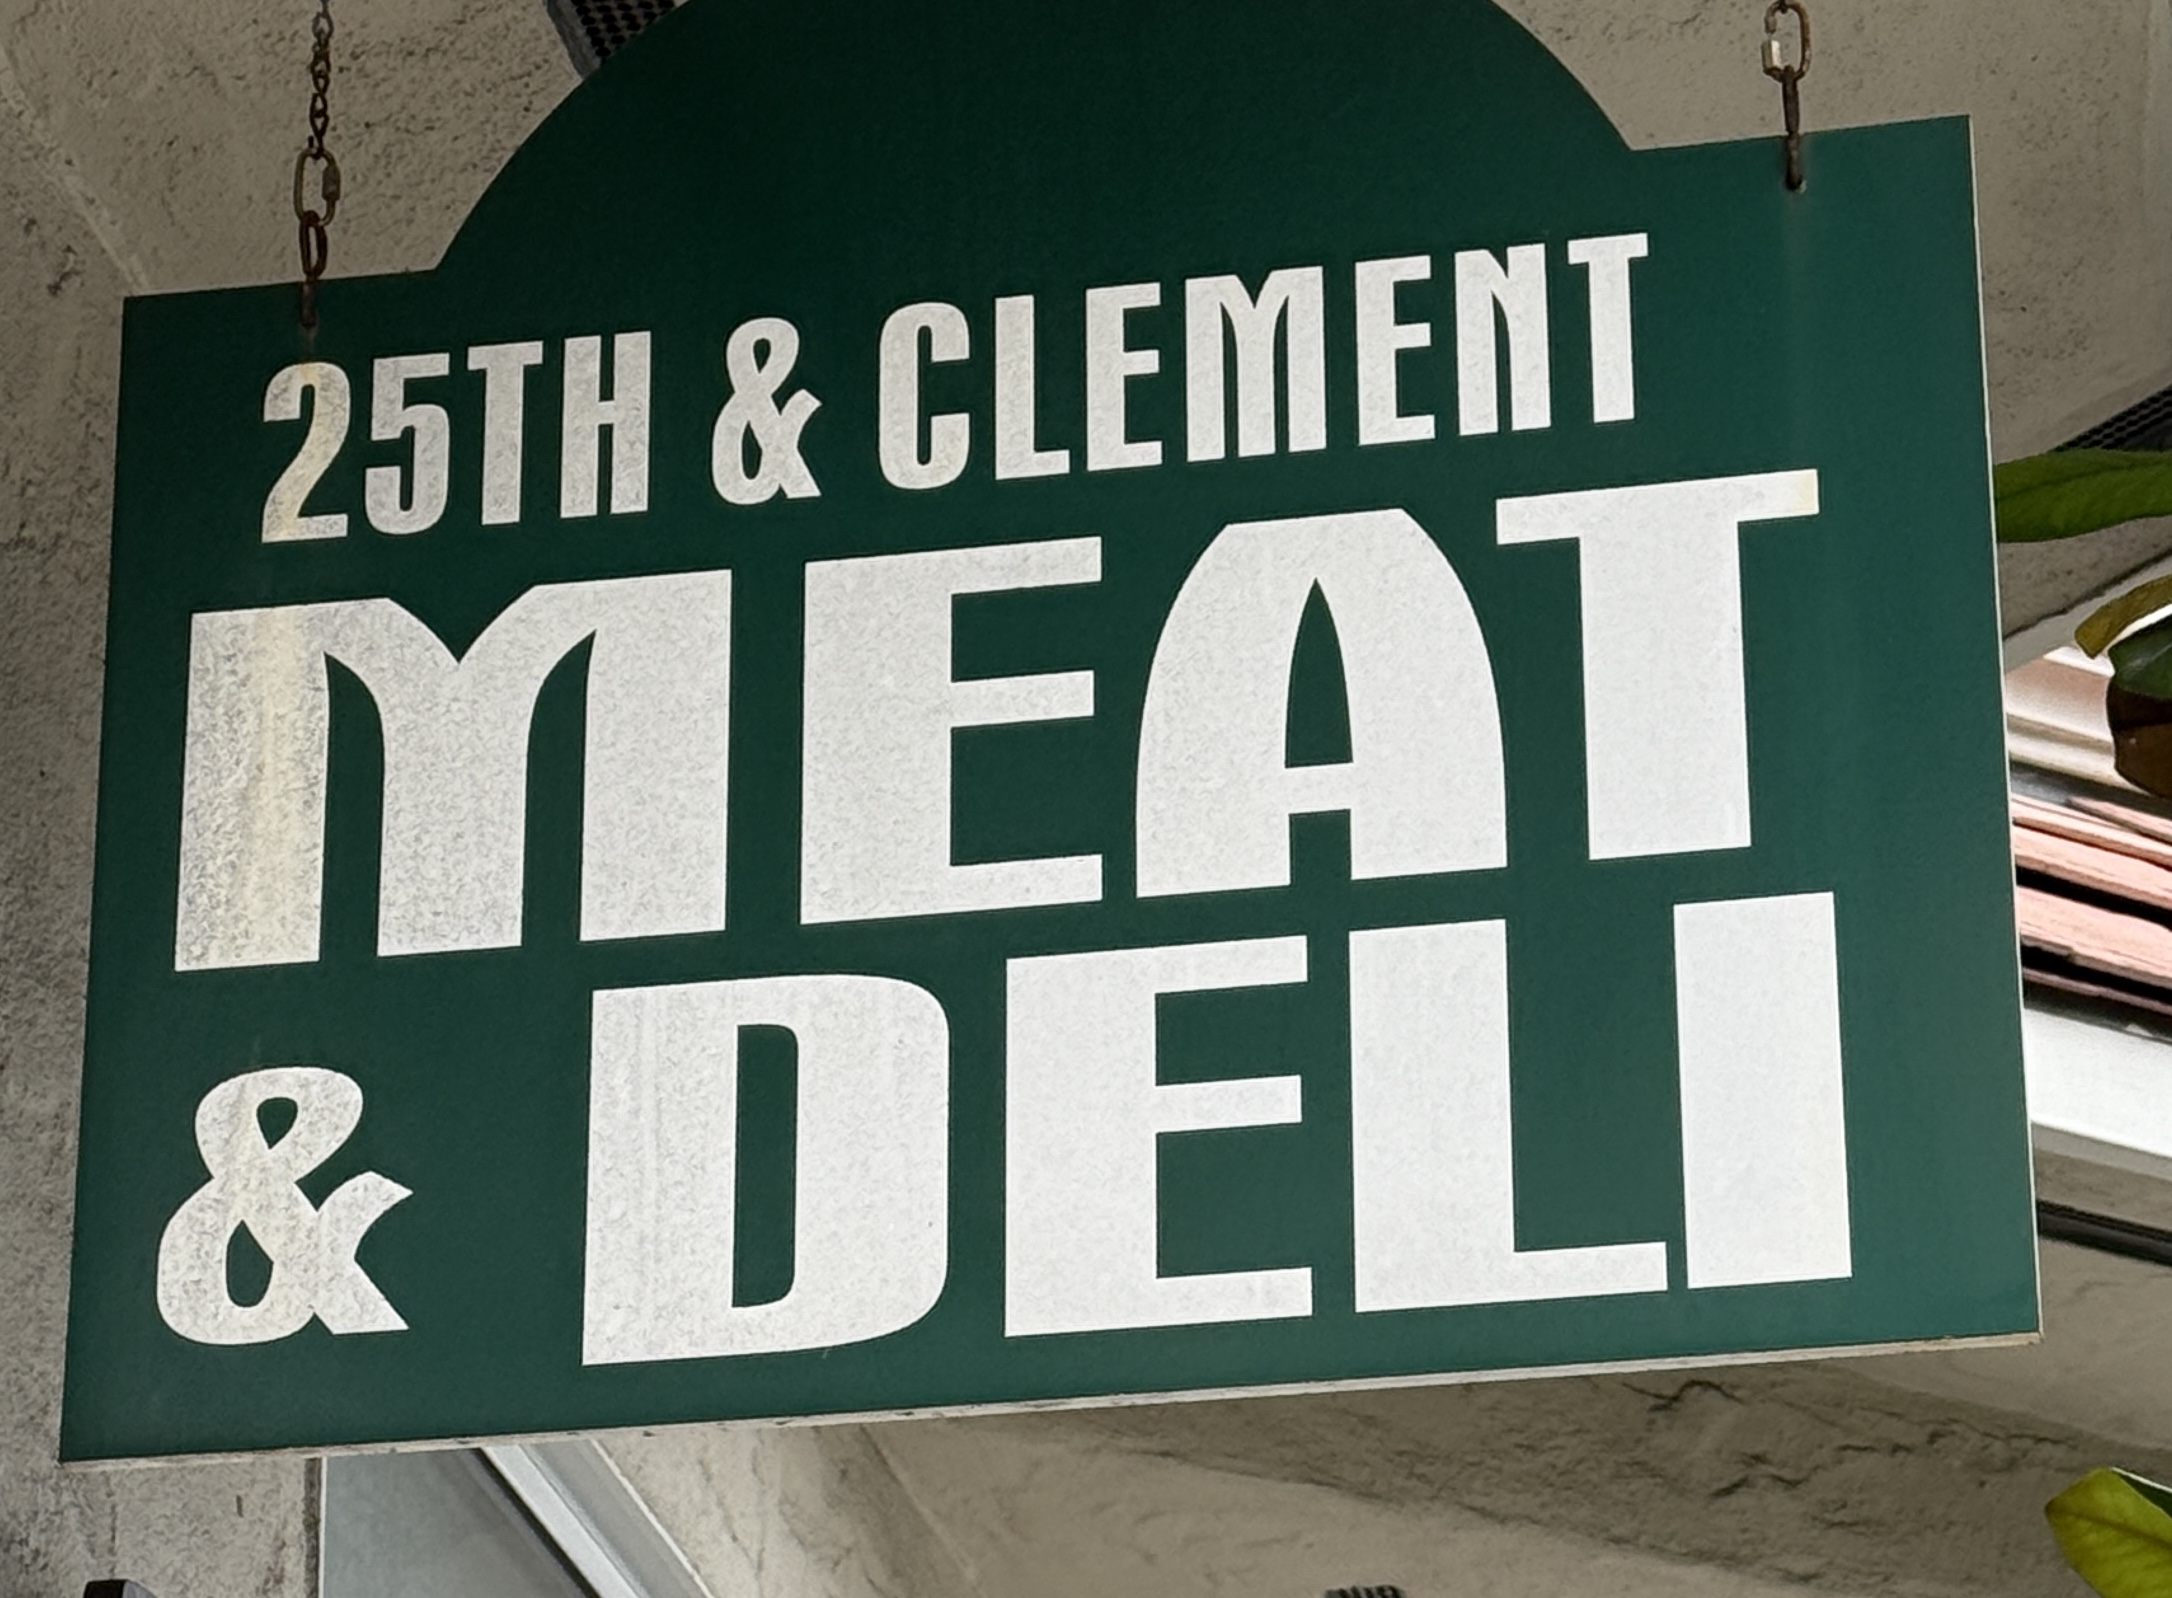 25TH & CLEMENT
MEAT
& DELI